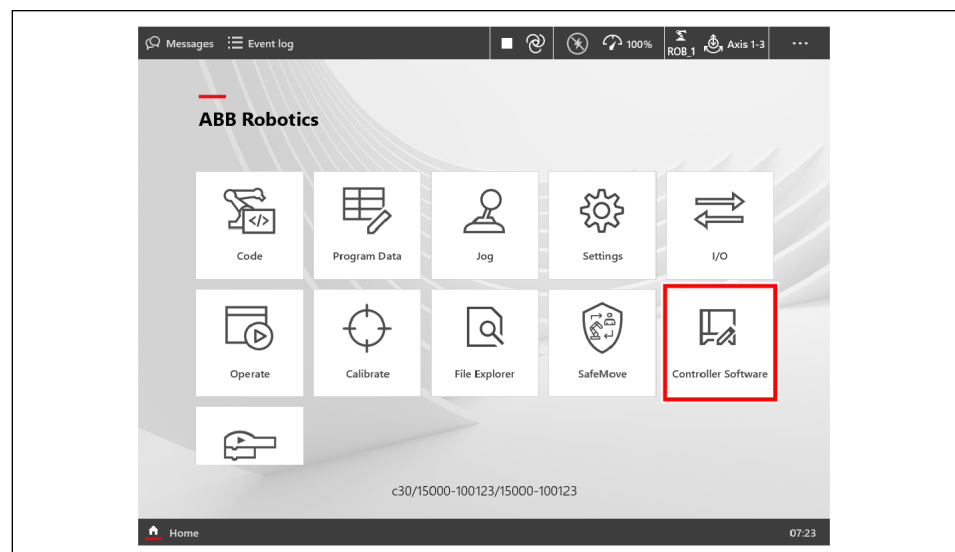 Messages Event log 100% ROB_1 Axis 1-3 ...
ABB Robotics
Code Program Data Jog Settings I/O
</>
Operate Calibrate File Explorer SafeMove Controller Software
c30/15000-100123/15000-100123
Home 07:23